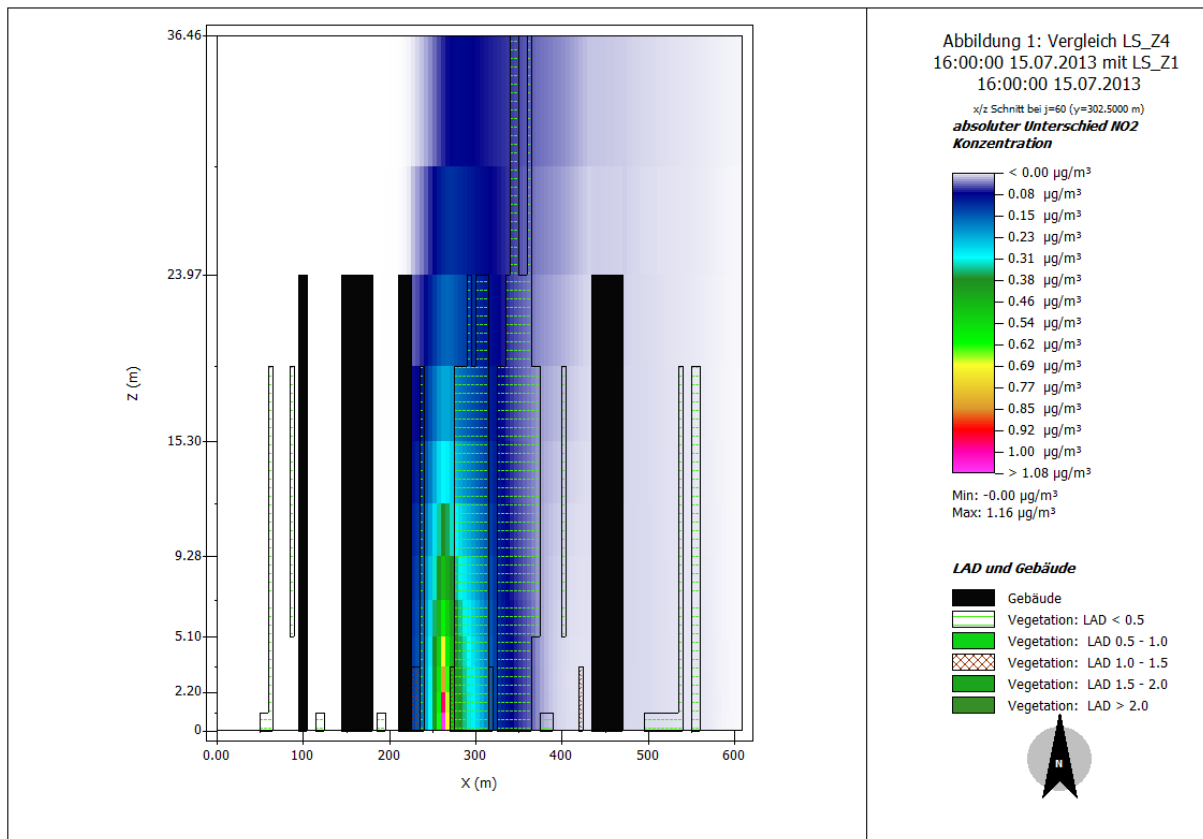 36.46
23.97
15.30
9.28
5.10
2.20
0
Z (m)
0.00 100 200 300 400 500 600
X (m)
Abbildung 1: Vergleich LS_Z4
16:00:00 15.07.2013 mit LS_Z1
16:00:00 15.07.2013
x/z Schnitt bei j=60 (y=302.5000 m)
absoluter Unterschied NO2
Konzentration
< 0.00 µg/m³
0.08 µg/m³
0.15 µg/m³
0.23 µg/m³
0.31 µg/m³
0.38 µg/m³
0.46 µg/m³
0.54 µg/m³
0.62 µg/m³
0.69 µg/m³
0.77 µg/m³
0.85 µg/m³
0.92 µg/m³
1.00 µg/m³
> 1.08 µg/m³
Min: -0.00 µg/m³
Max: 1.16 µg/m³
LAD und Gebäude
Gebäude
Vegetation: LAD < 0.5
Vegetation: LAD 0.5 - 1.0
Vegetation: LAD 1.0 - 1.5
Vegetation: LAD 1.5 - 2.0
Vegetation: LAD > 2.0
N